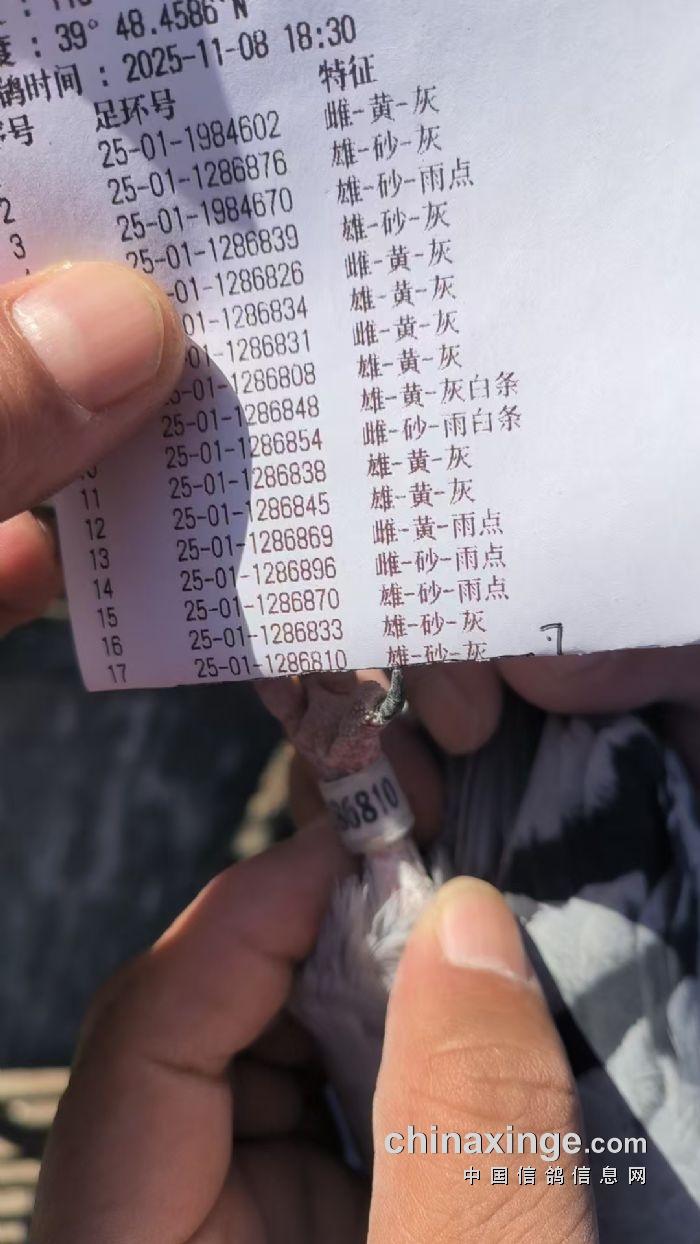 度：39° 48.4586'N
鸽时间：2025-11-08 18:30
序号 足环号 特征
25-01-1984602 雌-黄-灰
2 25-01-1286876 雄-砂-灰
3 25-01-1984670 雄-砂-雨点
25-01-1286839 雄-砂-灰
-01-1286826 雌-黄-灰
01-1286834 雄-黄-灰
-01-1286831 雌-黄-灰
-01-1286808 雄-黄-灰
25-01-1286848 雄-黄-灰白条
25-01-1286854 雌-砂-雨白条
11 25-01-1286838 雄-黄-灰
12 25-01-1286845 雄-黄-灰
13 25-01-1286869 雌-黄-雨点
14 25-01-1286896 雌-砂-雨点
15 25-01-1286870 雄-砂-雨点
16 25-01-1286833 雄-砂-灰
17 25-01-1286810 雄-砂-灰
86810
chinaxinge.com
中国信鸽信息网